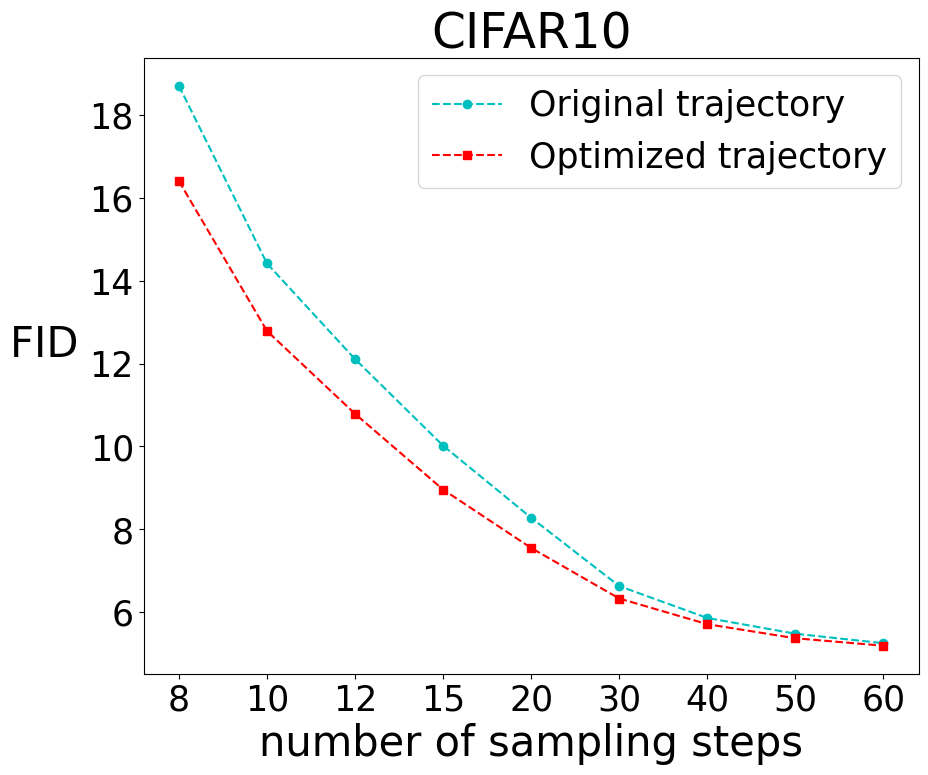 CIFAR10
Original trajectory
Optimized trajectory
18
16
14
12
10
8
6
FID
8 10 12 15 20 30 40 50 60
number of sampling steps